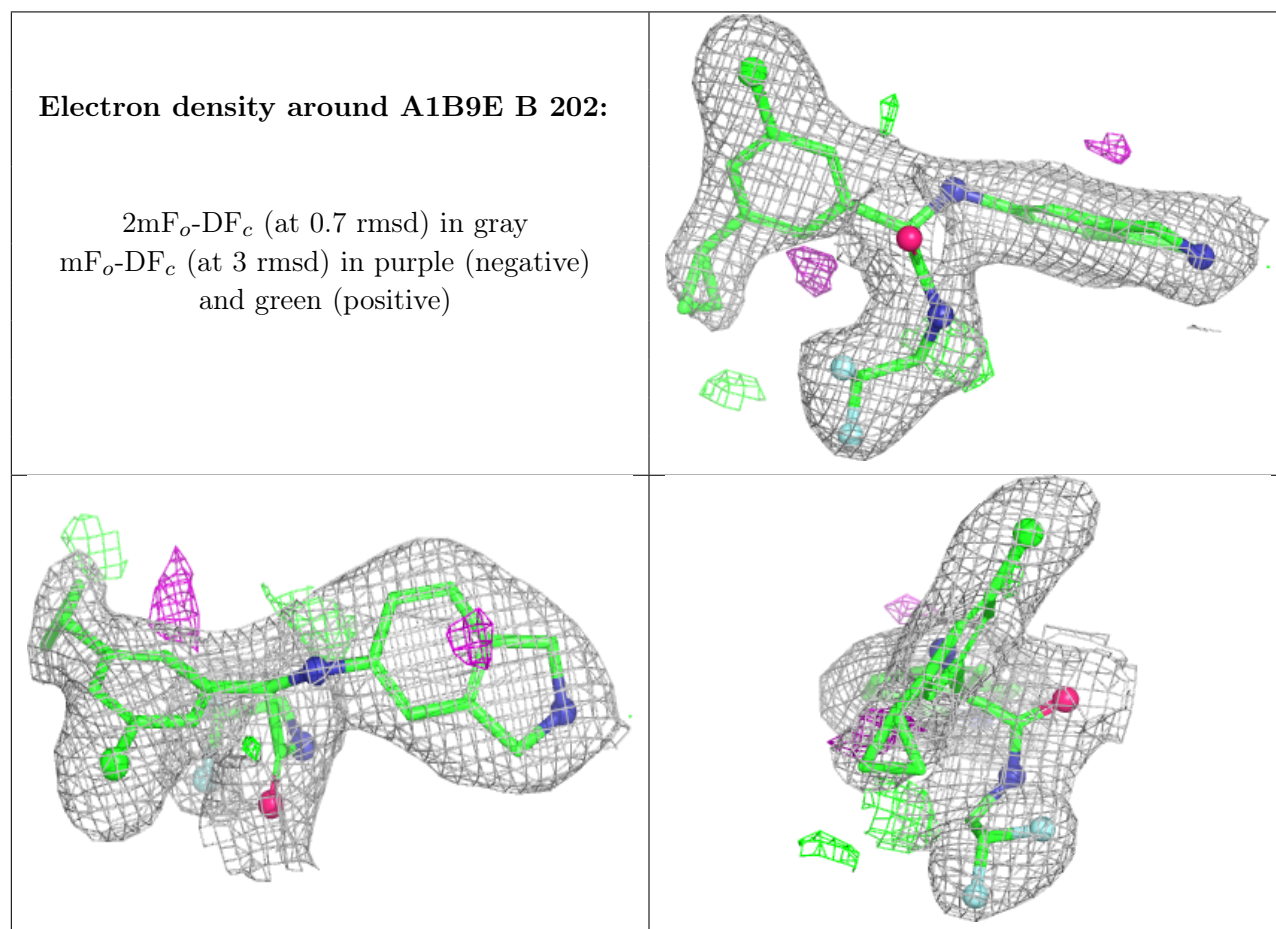 Electron density around A1B9E B 202:
2mFo-DFc (at 0.7 rmsd) in gray
mFo-DFc (at 3 rmsd) in purple (negative)
and green (positive)